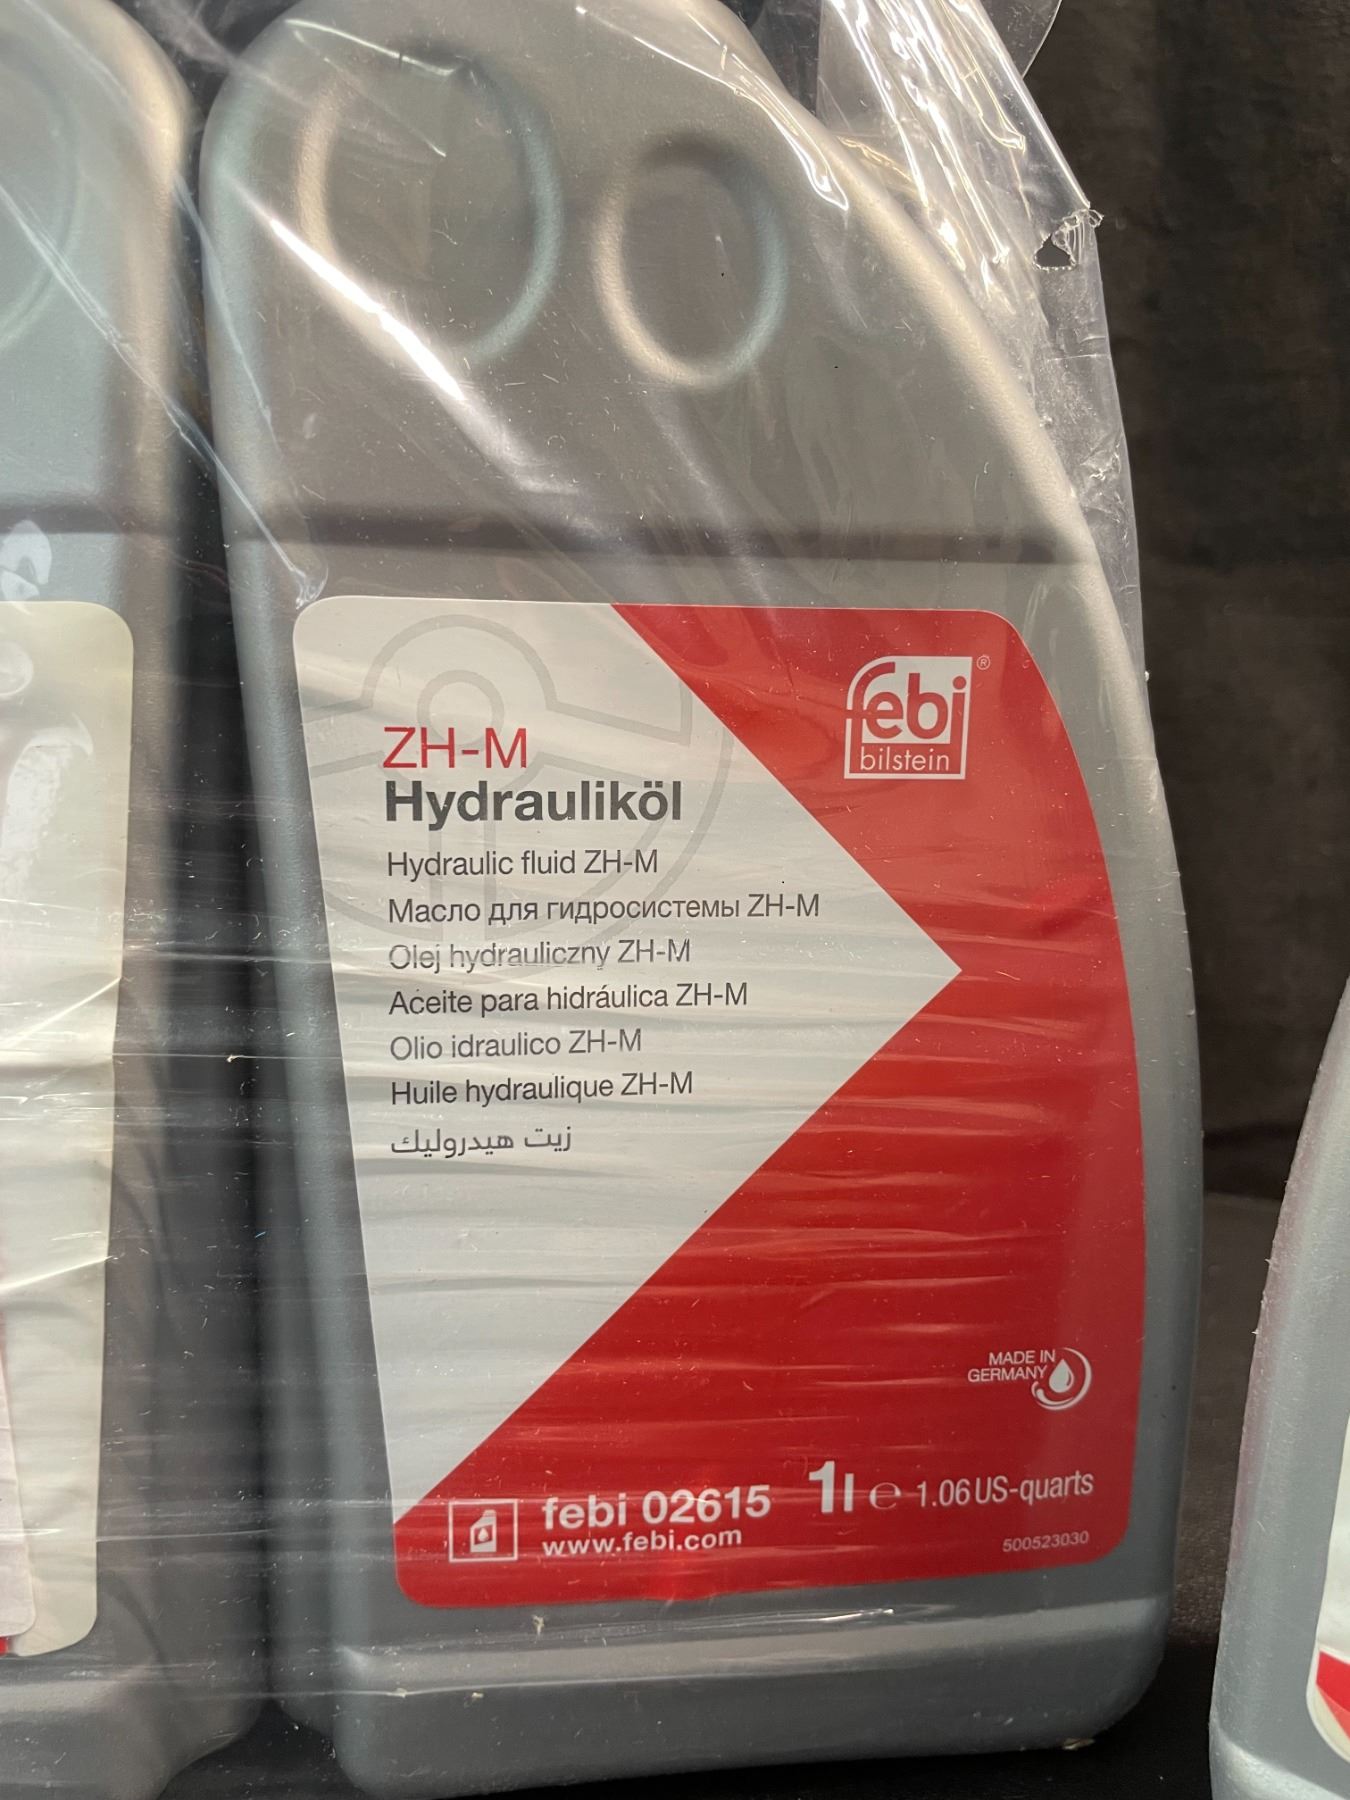 febi®
bilstein
ZH-M
Hydrauliköl
Hydraulic fluid ZH-M
Масло для гидросистемы ZH-M
Olej hydrauliczny ZH-M
Aceite para hidráulica ZH-M
Olio idraulico ZH-M
Huile hydraulique ZH-M
زيت هيدروليك
MADE IN
GERMANY
febi 02615 1l ℮ 1.06 US-quarts
www.febi.com
500523030